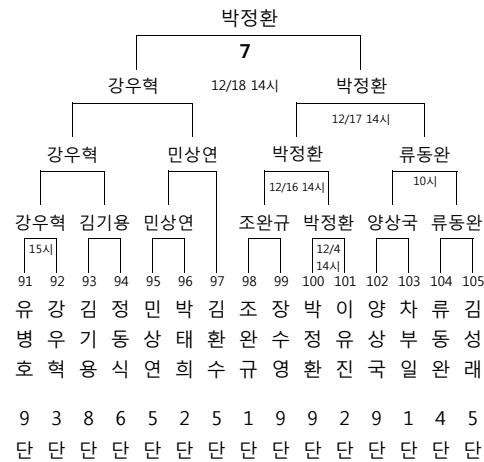 박정환
7
강우혁 12/18 14시 박정환
12/17 14시
강우혁 민상연 박정환 류동완
12/16 14시 10시
강우혁 김기용 민상연 조완규 박정환 양상국 류동완
15시 12/4
14시
91 92 93 94 95 96 97 98 99 100 101 102 103 104 105
유 강 김 정 민 박 김 조 장 박 이 양 차 류 김
병 우 기 동 상 태 환 완 수 정 유 상 부 동 성
호 혁 용 식 연 희 수 규 영 환 진 국 일 완 래
9 3 8 6 5 2 5 1 9 9 2 9 1 4 5
단 단 단 단 단 단 단 단 단 단 단 단 단 단 단